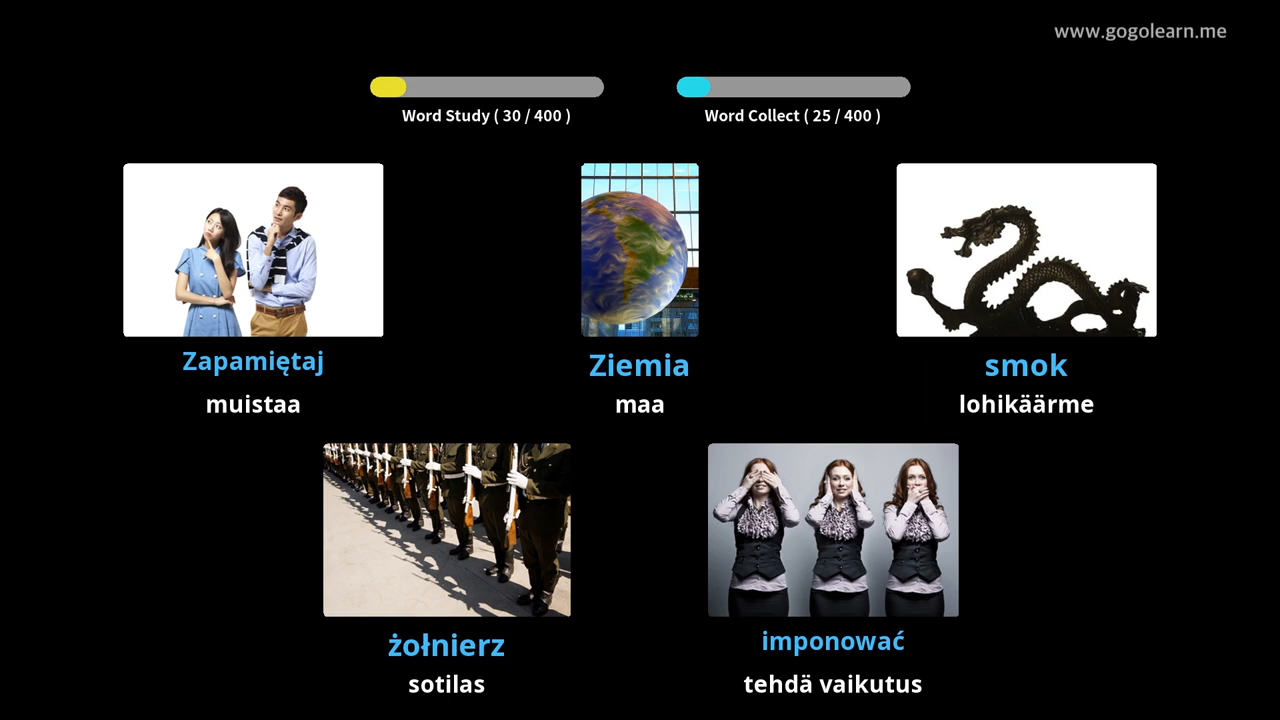 www.gogolearn.me
Word Study ( 30 / 400 )
Word Collect ( 25 / 400 )
Zapamiętaj
muistaa
Ziemia
maa
smok
lohikäärme
żołnierz
sotilas
imponować
tehdä vaikutus